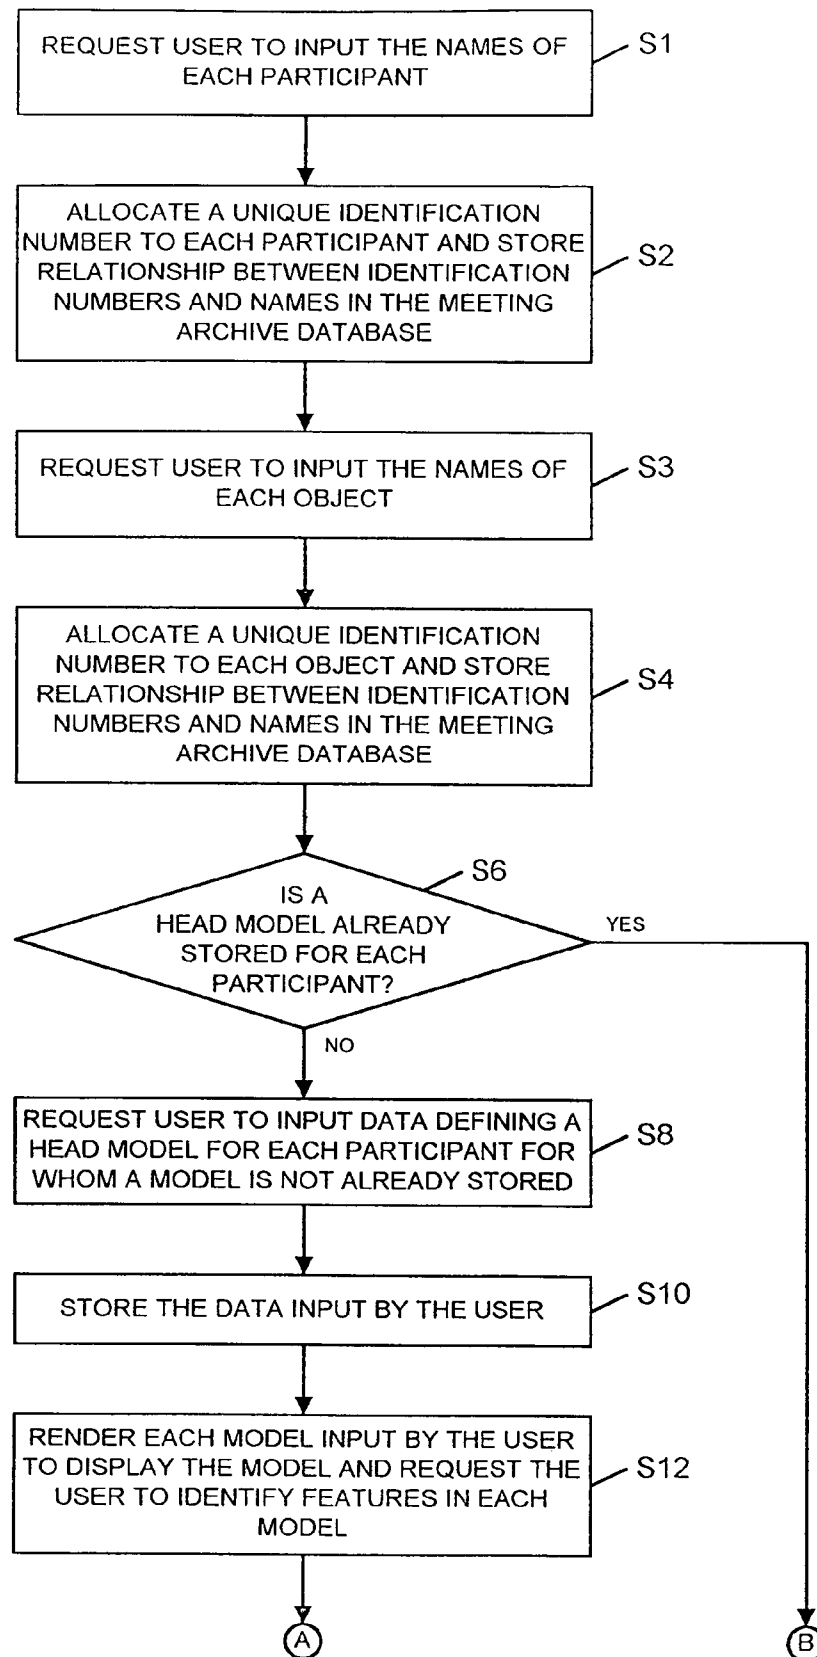 REQUEST USER TO INPUT THE NAMES OF
EACH PARTICIPANT
S1
ALLOCATE A UNIQUE IDENTIFICATION
NUMBER TO EACH PARTICIPANT AND STORE
RELATIONSHIP BETWEEN IDENTIFICATION
NUMBERS AND NAMES IN THE MEETING
ARCHIVE DATABASE
S2
REQUEST USER TO INPUT THE NAMES OF
EACH OBJECT
S3
ALLOCATE A UNIQUE IDENTIFICATION
NUMBER TO EACH OBJECT AND STORE
RELATIONSHIP BETWEEN IDENTIFICATION
NUMBERS AND NAMES IN THE MEETING
ARCHIVE DATABASE
S4
S6
IS A
HEAD MODEL ALREADY
STORED FOR EACH
PARTICIPANT?
YES
NO
REQUEST USER TO INPUT DATA DEFINING A
HEAD MODEL FOR EACH PARTICIPANT FOR
WHOM A MODEL IS NOT ALREADY STORED
S8
STORE THE DATA INPUT BY THE USER
S10
RENDER EACH MODEL INPUT BY THE USER
TO DISPLAY THE MODEL AND REQUEST THE
USER TO IDENTIFY FEATURES IN EACH
MODEL
S12
A
B